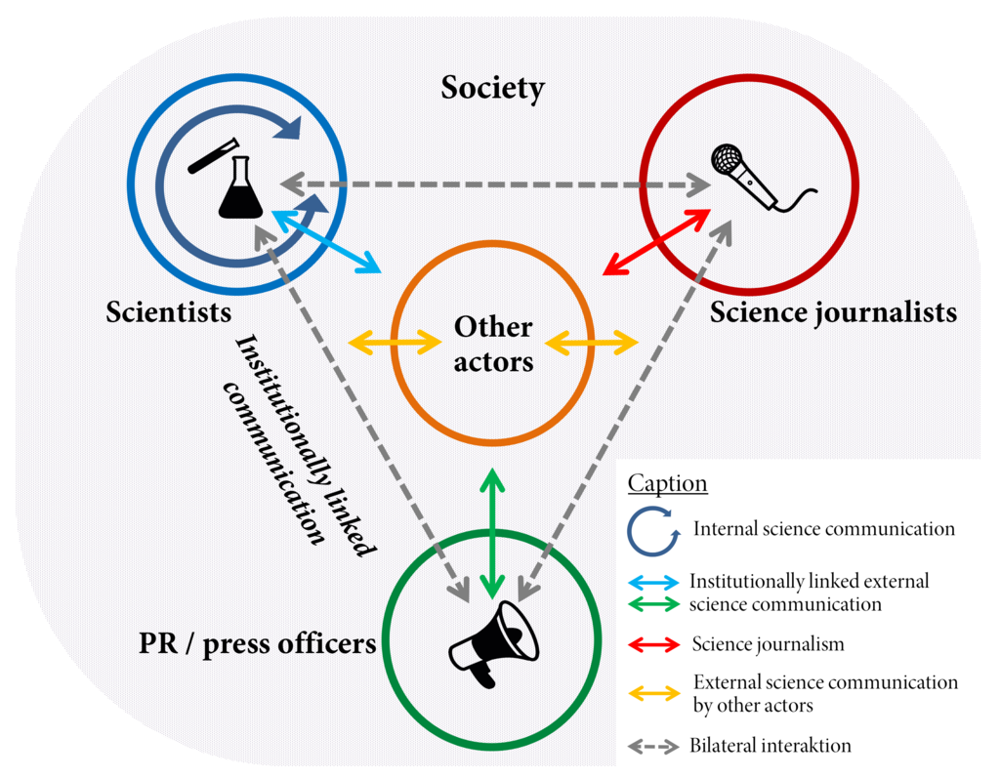 Society
Scientists
Science journalists
Other
actors
Institutionally linked
communication
PR / press officers
Caption
Internal science communication
Institutionally linked external
science communication
Science journalism
External science communication
by other actors
Bilateral interaktion